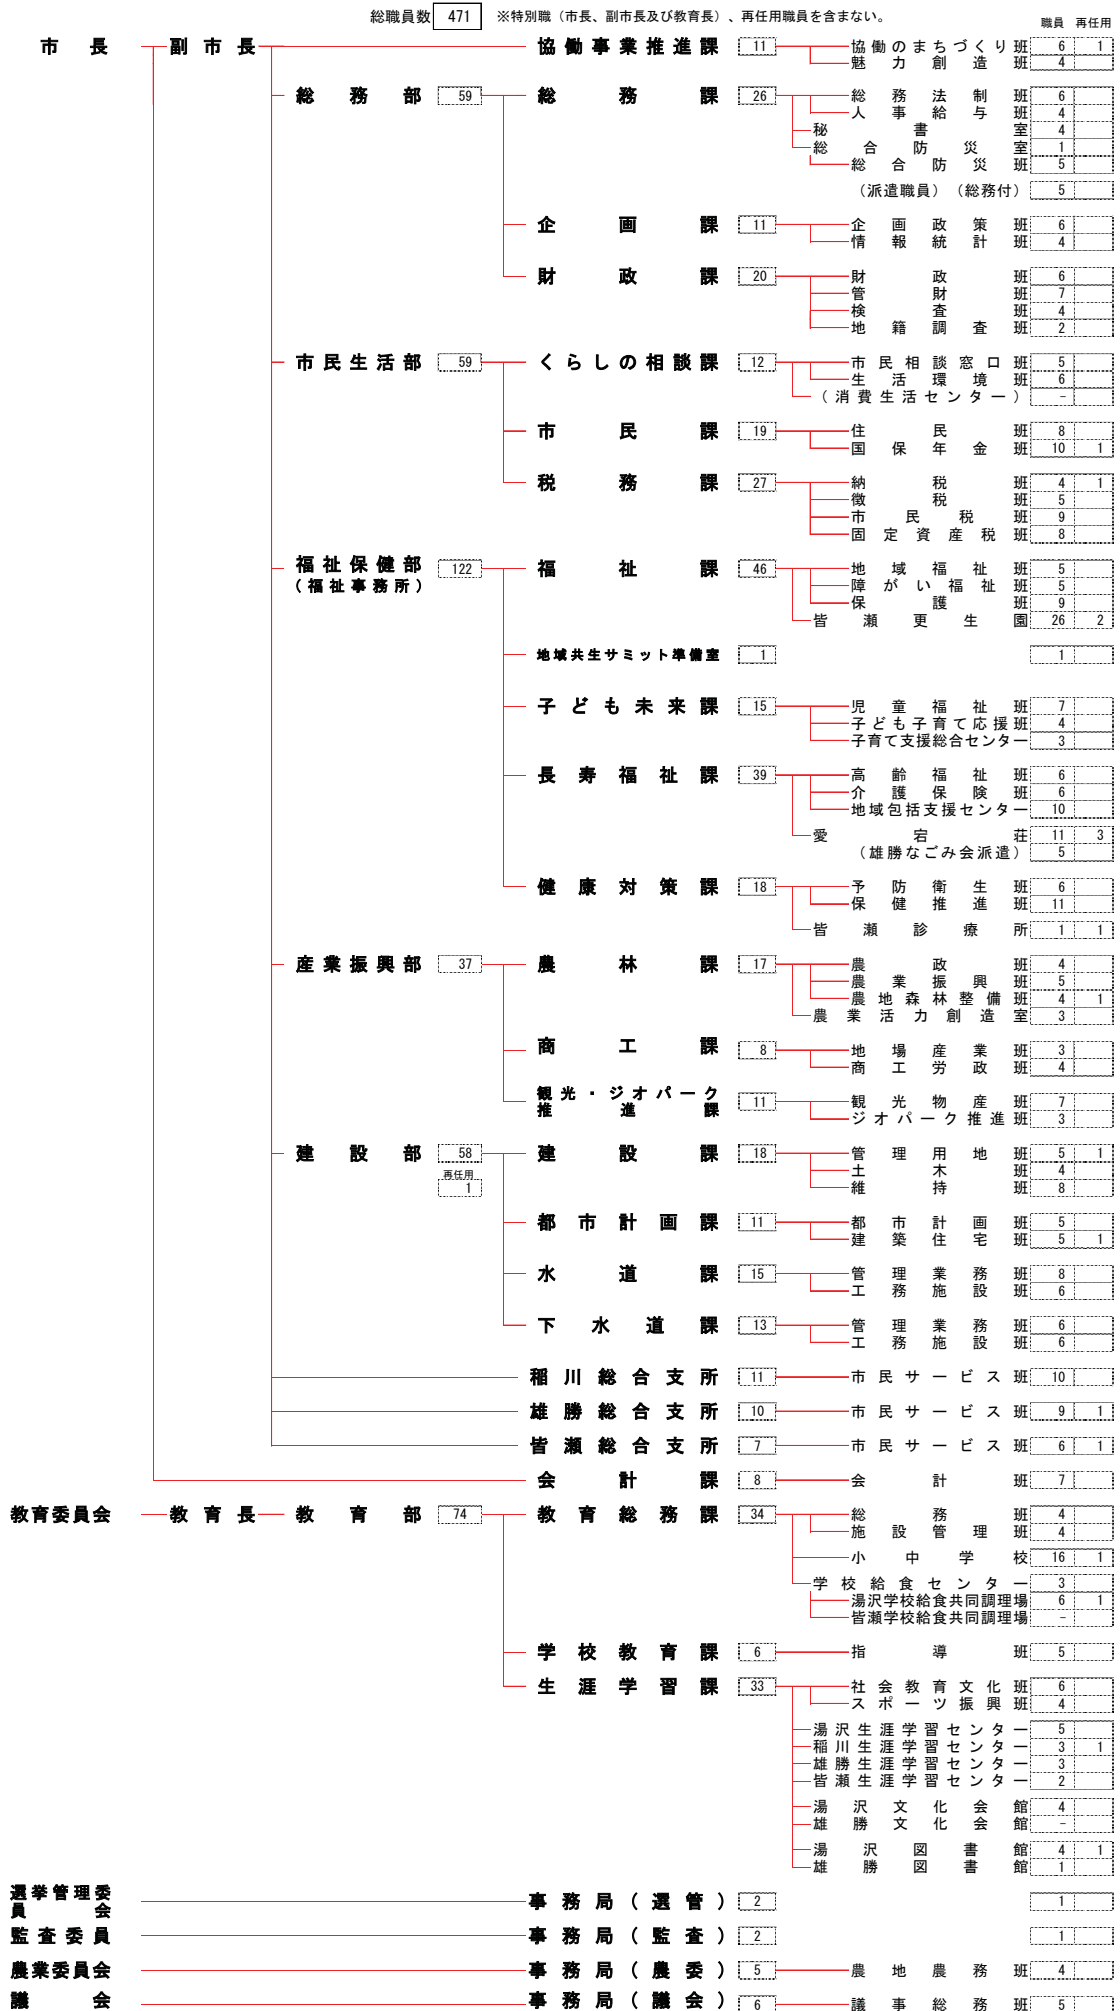 総職員数 471 ※特別職（市長、副市長及び教育長）、再任用職員を含まない。
職員 再任用
市長 副市長 協働事業推進課 11 協働のまちづくり班 6 1
魅力創造班 4
総務部 59 総務課 26 総務法制班 6
人事給与班 4
秘書室 4
総合防災室 1
総合防災班 5
（派遣職員）（総務付） 5
企画課 11 企画政策班 6
情報統計班 4
財政課 20 財政班 6
管財班 7
検査班 4
地籍調査班 2
市民生活部 59 くらしの相談課 12 市民相談窓口班 5
生活環境班 6
（消費生活センター） -
市民課 19 住民班 8
国保年金班 10 1
税務課 27 納税班 4 1
徴税班 5
市民税班 9
固定資産税班 8
福祉保健部 122 福祉課 46 地域福祉班 5
（福祉事務所） 障がい福祉班 5
保護班 9
皆瀬更生園 26 2
地域共生サミット準備室 1 1
子ども未来課 15 児童福祉班 7
子ども子育て応援班 4
子育て支援総合センター 3
長寿福祉課 39 高齢福祉班 6
介護保険班 6
地域包括支援センター 10
愛宕荘 11 3
（雄勝なごみ会派遣） 5
健康対策課 18 予防衛生班 6
保健推進班 11
皆瀬診療所 1 1
産業振興部 37 農林課 17 農政班 4
農業振興班 5
農地森林整備班 4 1
農業活力創造室 3
商工課 8 地場産業班 3
商工労政班 4
観光・ジオパーク推進課 11 観光物産班 7
ジオパーク推進班 3
建設部 58 建設課 18 管理用地班 5 1
再任用 1 土木班 4
維持班 8
都市計画課 11 都市計画班 5
建築住宅班 5 1
水道課 15 管理業務班 8
工務施設班 6
下水道課 13 管理業務班 6
工務施設班 6
稲川総合支所 11 市民サービス班 10
雄勝総合支所 10 市民サービス班 9 1
皆瀬総合支所 7 市民サービス班 6 1
会計課 8 会計班 7
教育委員会 教育長 教育部 74 教育総務課 34 総務班 4
施設管理班 4
小中学校 16 1
学校給食センター 3
湯沢学校給食共同調理場 6 1
皆瀬学校給食共同調理場 -
学校教育課 6 指導班 5
生涯学習課 33 社会教育文化班 6
スポーツ振興班 4
湯沢生涯学習センター 5
稲川生涯学習センター 3 1
雄勝生涯学習センター 3
皆瀬生涯学習センター 2
湯沢文化会館 4
雄勝文化会館 -
湯沢図書館 4 1
雄勝図書館 1
選挙管理委員会 事務局（選管） 2 1
監査委員 事務局（監査） 2 1
農業委員会 事務局（農委） 5 農地農務班 4
議会 事務局（議会） 6 議事総務班 5